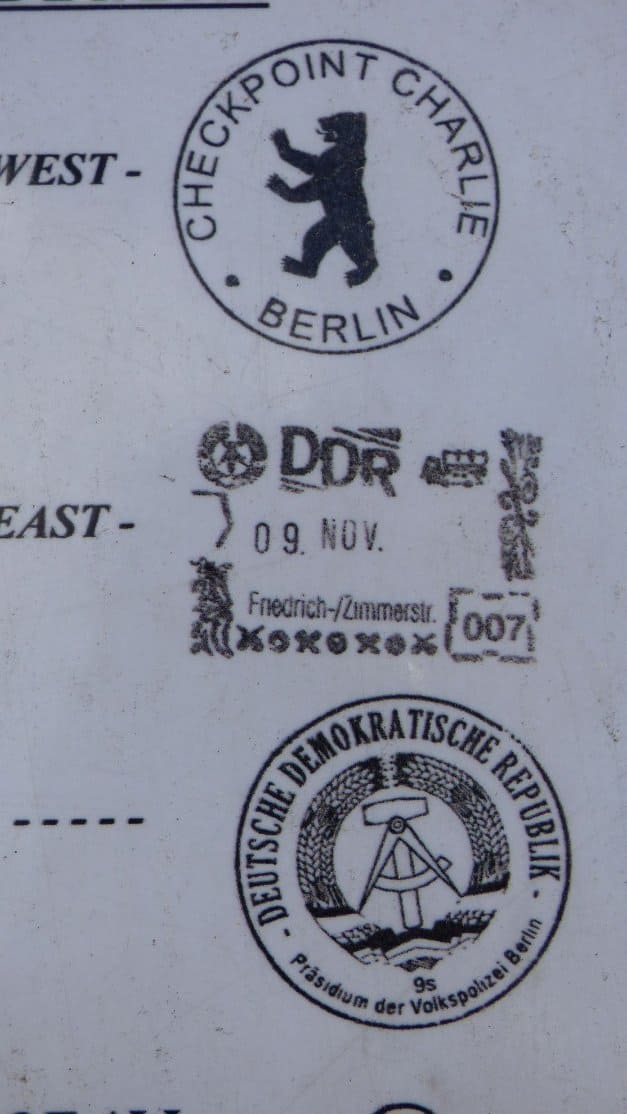 WEST -
CHECKPOINT CHARLIE
BERLIN
EAST -
DDR
09. NOV.
Friedrich-/Zimmerstr.
007
-----
- DEUTSCHE DEMOKRATISCHE REPUBLIK -
9s
Präsidium der Volkspolizei Berlin